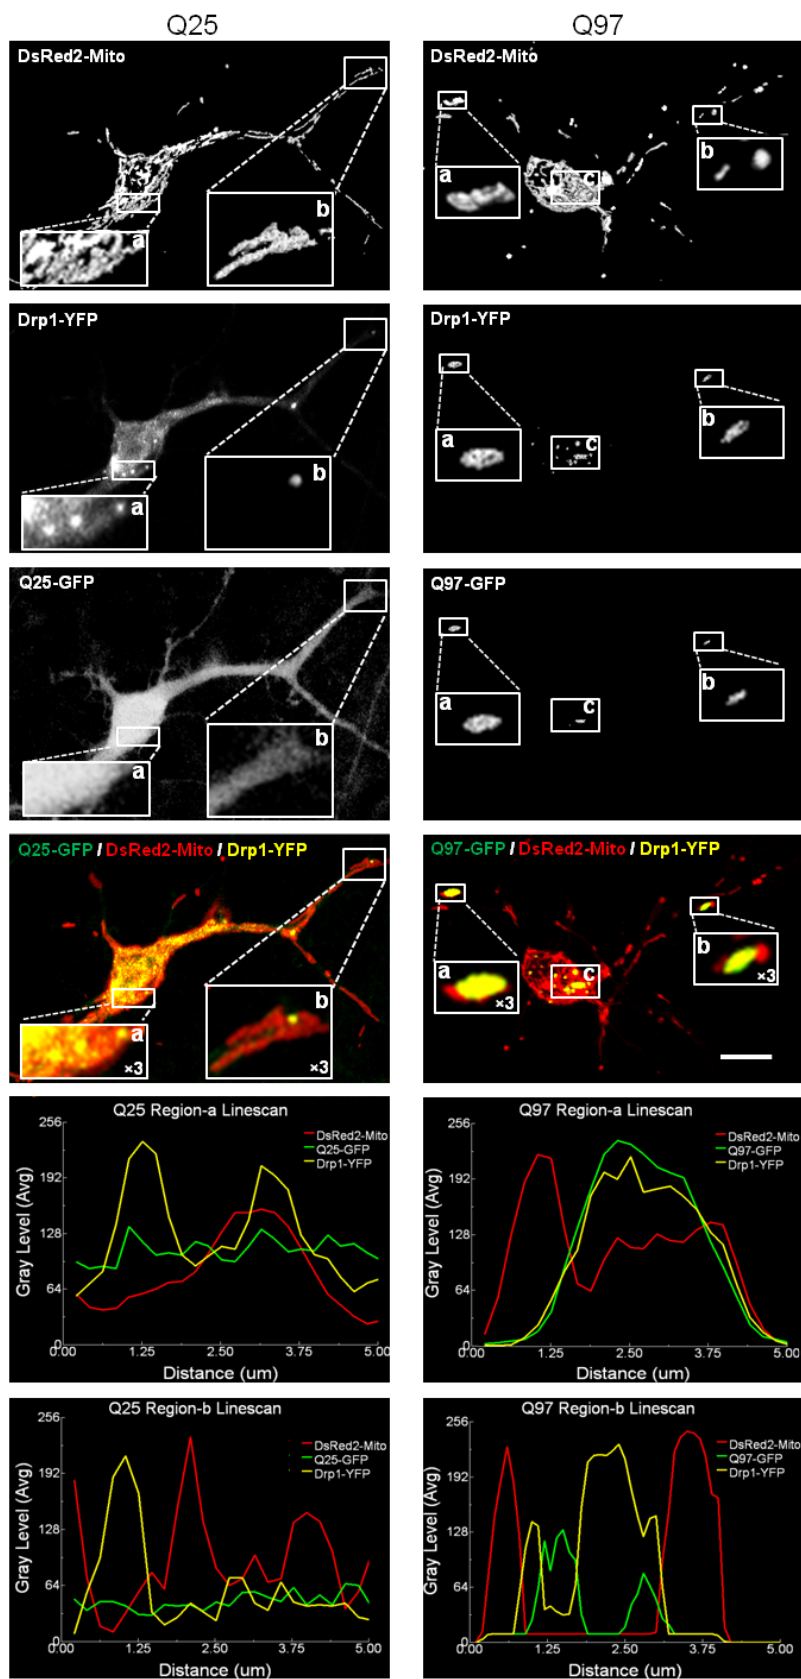 Q25
Q97
DsRed2-Mito
a
b
DsRed2-Mito
a
b
c
Drp1-YFP
a
b
Drp1-YFP
a
b
c
Q25-GFP
a
b
Q97-GFP
a
b
c
Q25-GFP / DsRed2-Mito / Drp1-YFP
a
×3
b
×3
Q97-GFP / DsRed2-Mito / Drp1-YFP
a
×3
b
×3
c
Q25 Region-a Linescan
DsRed2-Mito
Q25-GFP
Drp1-YFP
Gray Level (Avg)
256
192
128
64
0
0.00 1.25 2.50 3.75 5.00
Distance (um)
Q97 Region-a Linescan
DsRed2-Mito
Q97-GFP
Drp1-YFP
Gray Level (Avg)
256
192
128
64
0
0.00 1.25 2.50 3.75 5.00
Distance (um)
Q25 Region-b Linescan
DsRed2-Mito
Q25-GFP
Drp1-YFP
Gray Level (Avg)
256
192
128
64
0
0.00 1.25 2.50 3.75 5.00
Distance (um)
Q97 Region-b Linescan
DsRed2-Mito
Q97-GFP
Drp1-YFP
Gray Level (Avg)
256
192
128
64
0
0.00 1.25 2.50 3.75 5.00
Distance (um)